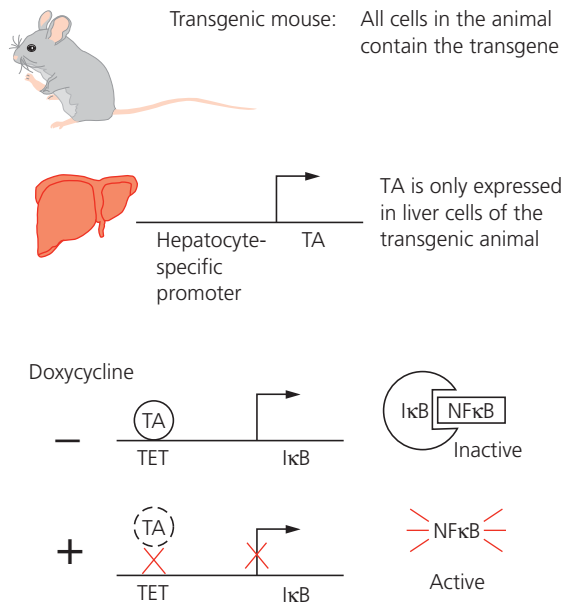 Transgenic mouse: All cells in the animal
contain the transgene
TA is only expressed
in liver cells of the
transgenic animal
Hepatocyte-
specific
promoter
TA
Doxycycline
−
TA
TET
IκB
IκB
NFκB
Inactive
+
TA
TET
IκB
NFκB
Active